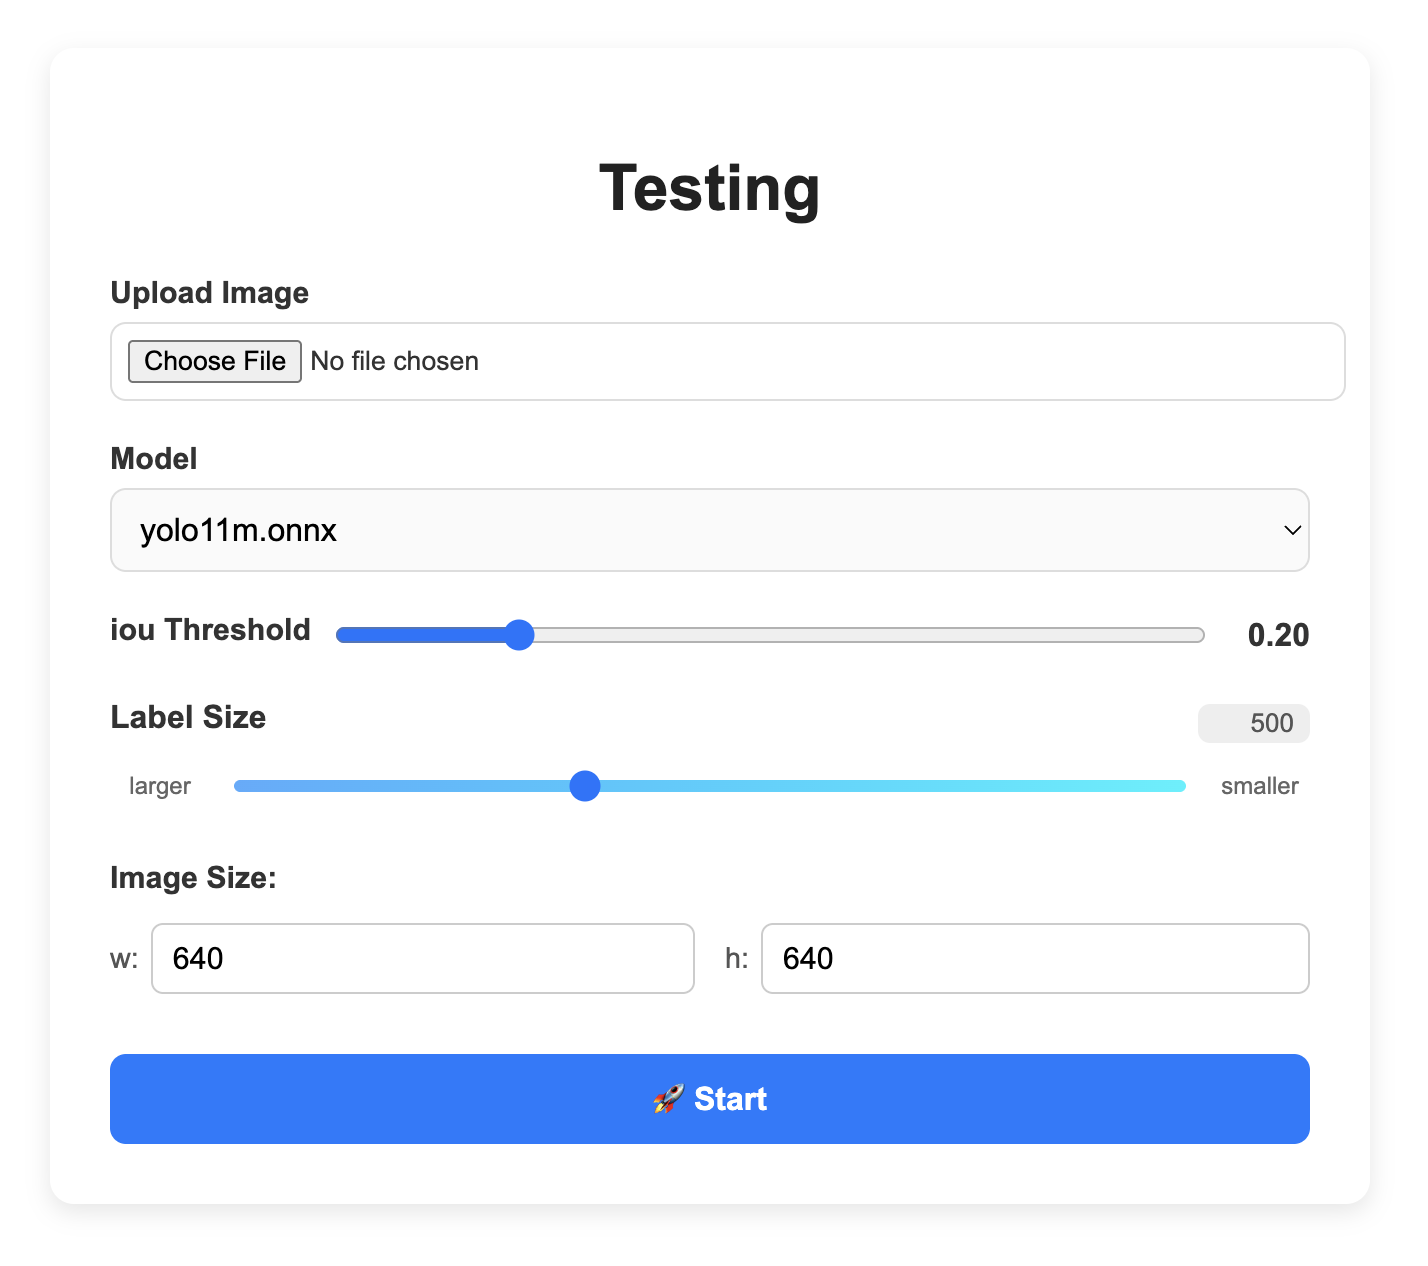 Testing
Upload Image
Choose File No file chosen
Model
yolo11m.onnx
iou Threshold 0.20
Label Size 500
larger smaller
Image Size:
w: 640 h: 640
🚀 Start